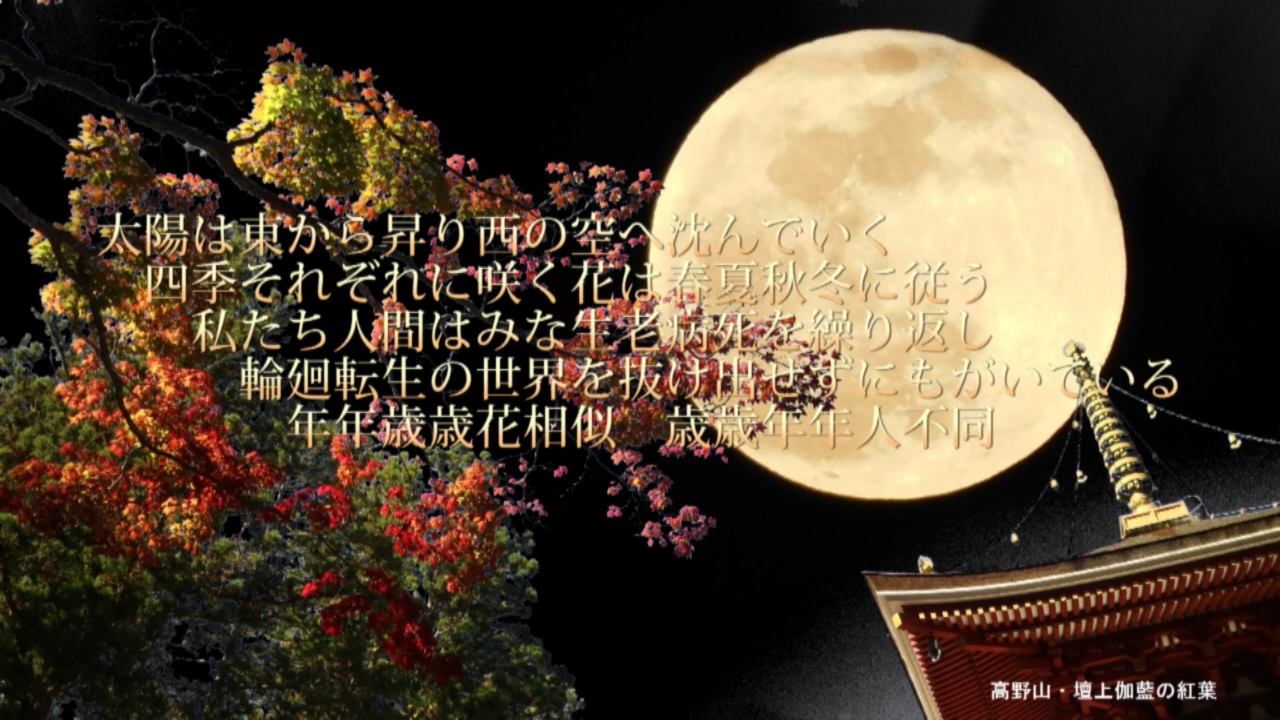 太陽は東から昇り西の空へ沈んでいく
四季それぞれに咲く花は春夏秋冬に従う
私たち人間はみな生老病死を繰り返し
輪廻転生の世界を抜け出せずにもがいている
年年歳歳花相似　歳歳年年人不同
高野山・壇上伽藍の紅葉